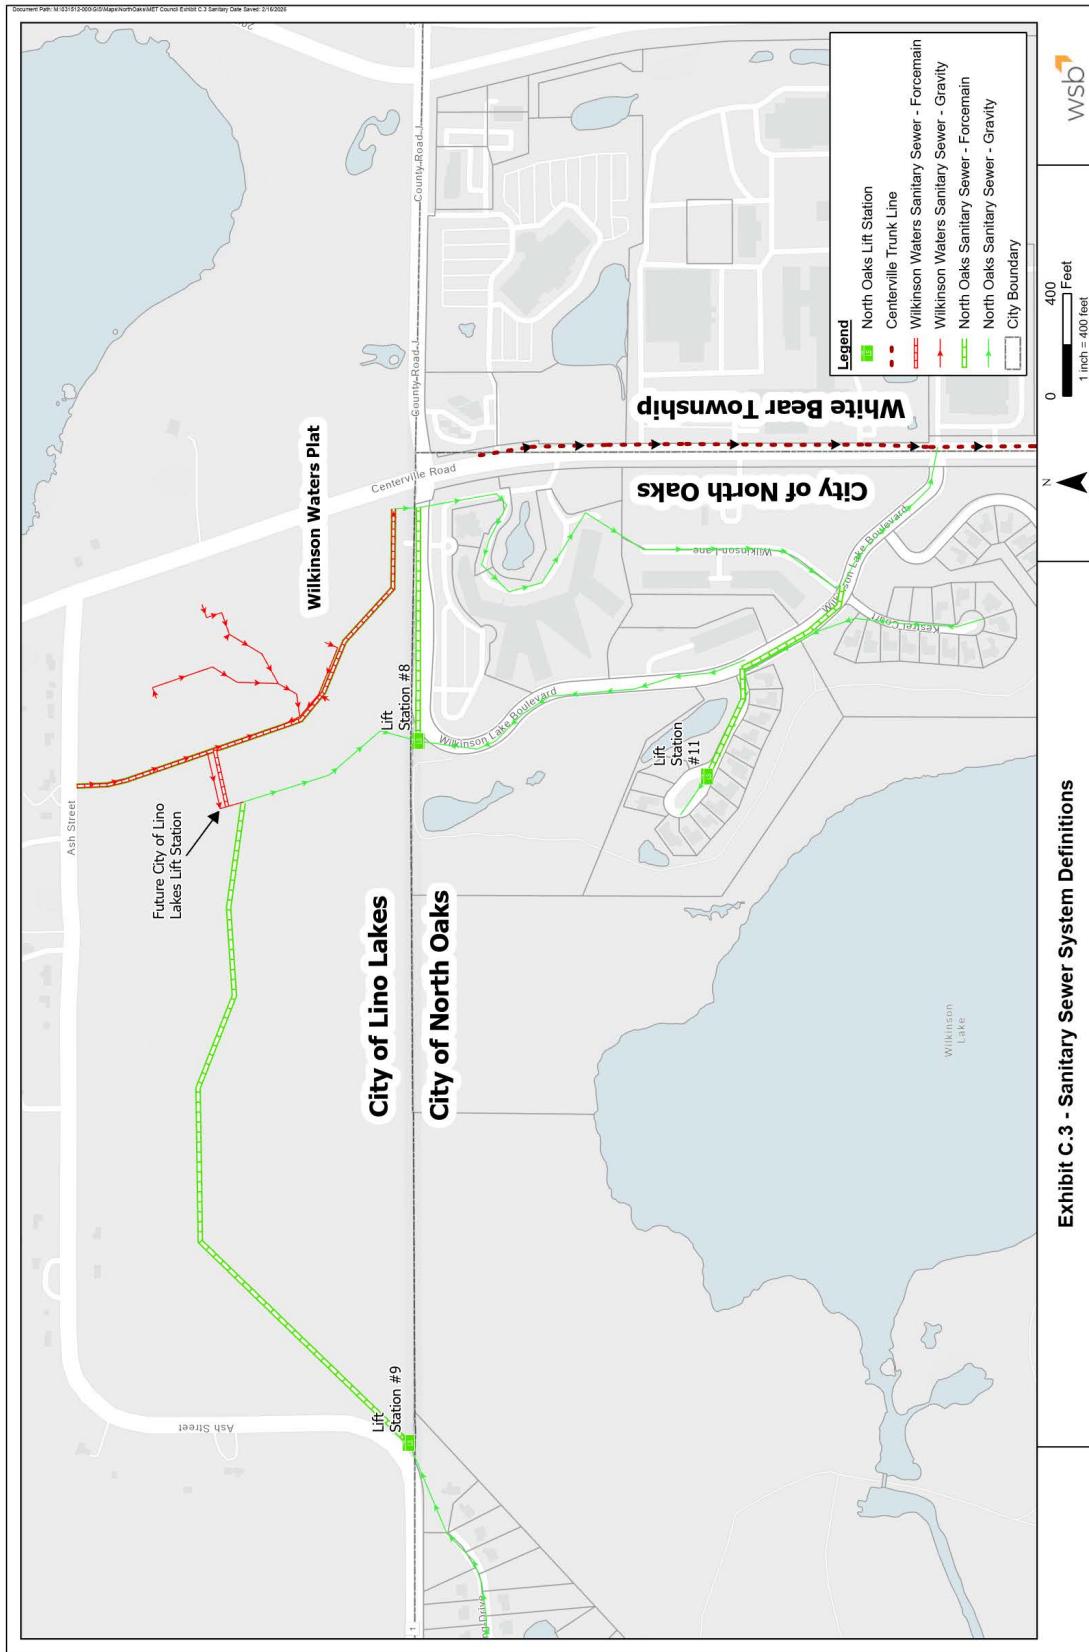 Document Path: M:\031512-000\GIS\Maps\NorthOaks\MET Council Exhibit C.3 Sanitary Date Saved: 2/16/2026
Ash Street
Future City of Lino
Lakes Lift Station
Wilkinson Waters Plat
Centerville Road
County Road J
County Road J
Ash Street
Lift
Station #9
City of Lino Lakes
City of North Oaks
Lift
Station #8
1
Wilkinson Lake Boulevard
Lift
Station
#11
Wilkinson Lane
Wilkinson Lake Boulevard
Kestrel Court
City of North Oaks
White Bear Township
Wilkinson
Lake
Legend
LS
North Oaks Lift Station
Centerville Trunk Line
Wilkinson Waters Sanitary Sewer - Forcemain
Wilkinson Waters Sanitary Sewer - Gravity
North Oaks Sanitary Sewer - Forcemain
North Oaks Sanitary Sewer - Gravity
City Boundary
Exhibit C.3 - Sanitary Sewer System Definitions
N
0 400
Feet
1 inch = 400 feet
wsb